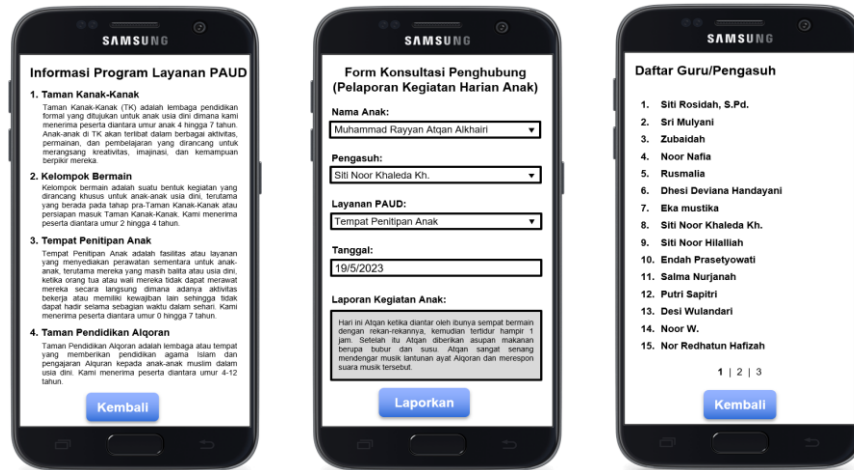 SAMSUNG
Informasi Program Layanan PAUD
1. Taman Kanak-Kanak
Taman Kanak-Kanak (TK) adalah lembaga pendidikan
formal yang ditujukan untuk anak usia dini dimana kami
menerima peserta diantara umur anak 4 hingga 7 tahun.
Anak-anak di TK akan terlibat dalam berbagai aktivitas,
permainan, dan pembelajaran yang dirancang untuk
merangsang kreativitas, imajinasi, dan kemampuan
berpikir mereka.
2. Kelompok Bermain
Kelompok bermain adalah suatu bentuk kegiatan yang
dirancang khusus untuk anak-anak usia dini, terutama
yang berada pada tahap pra-Taman Kanak-Kanak atau
persiapan masuk Taman Kanak-Kanak. Kami menerima
peserta diantara umur 2 hingga 4 tahun.
3. Tempat Penitipan Anak
Tempat Penitipan Anak adalah fasilitas atau layanan
yang menyediakan perawatan sementara untuk anak-
anak, terutama mereka yang masih balita atau usia dini,
ketika orang tua atau wali mereka tidak dapat merawat
mereka secara langsung dimana adanya aktivitas
bekerja atau memiliki kewajiban lain sehingga tidak
dapat hadir selama sebagian waktu dalam sehari. Kami
menerima peserta diantara umur 0 hingga 7 tahun.
4. Taman Pendidikan Alqoran
Taman Pendidikan Alqoran adalah lembaga atau tempat
yang memberikan pendidikan agama Islam dan
pengajaran Alquran kepada anak-anak muslim dalam
usia dini. Kami menerima peserta diantara umur 4-12
tahun.
Kembali
SAMSUNG
Form Konsultasi Penghubung
(Pelaporan Kegiatan Harian Anak)
Nama Anak:
Muhammad Rayyan Atqan Alkhairi
Pengasuh:
Siti Noor Khaleda Kh.
Layanan PAUD:
Tempat Penitipan Anak
Tanggal:
19/5/2023
Laporan Kegiatan Anak:
Hari ini Atqan ketika diantar oleh ibunya sempat bermain
dengan rekan-rekannya, kemudian tertidur hampir 1
jam. Setelah itu Atqan diberikan asupan makanan
berupa bubur dan susu. Atqan sangat senang
mendengar musik lantunan ayat Alqoran dan merespon
suara musik tersebut.
Laporkan
SAMSUNG
Daftar Guru/Pengasuh
1. Siti Rosidah, S.Pd.
2. Sri Mulyani
3. Zubaidah
4. Noor Nafia
5. Rusmalia
6. Dhesi Deviana Handayani
7. Eka mustika
8. Siti Noor Khaleda Kh.
9. Siti Noor Hilalliah
10. Endah Prasetyowati
11. Salma Nurjanah
12. Putri Sapitri
13. Desi Wulandari
14. Noor W.
15. Nor Redhatun Hafizah
1 | 2 | 3
Kembali